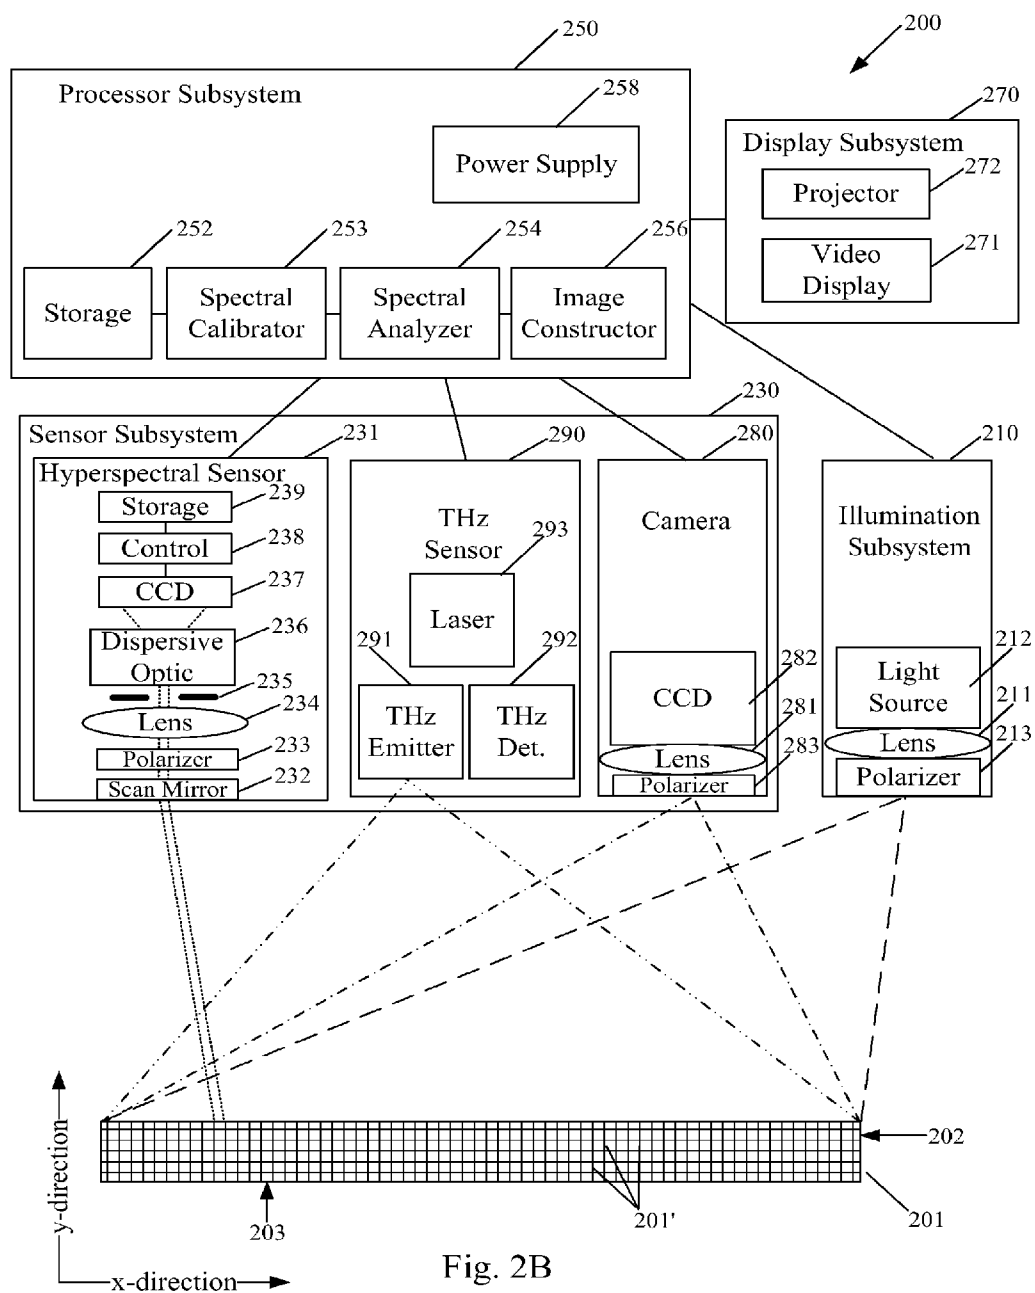 250
200
Processor Subsystem
258
270
Power Supply
Display Subsystem
272
Projector
252
253
254
256
271
Video
Display
Storage
Spectral
Calibrator
Spectral
Analyzer
Image
Constructor
230
Sensor Subsystem
231
290
280
210
Hyperspectral Sensor
239
Storage
238
Control
237
CCD
236
Dispersive
Optic
235
234
Lens
233
Polarizer
232
Scan Mirror
THz
Sensor
293
Laser
291
292
THz
Emitter
THz
Det.
Camera
282
CCD
281
Lens
283
Polarizer
Illumination
Subsystem
212
Light
Source
211
Lens
213
Polarizer
202
201
201'
203
y-direction
x-direction
Fig. 2B